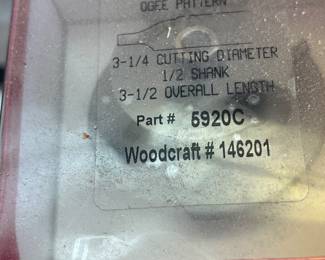 OGEE PATTERN
3-1/4 CUTTING DIAMETER
1/2 SHANK
3-1/2 OVERALL LENGTH
Part # 5920C
Woodcraft # 146201